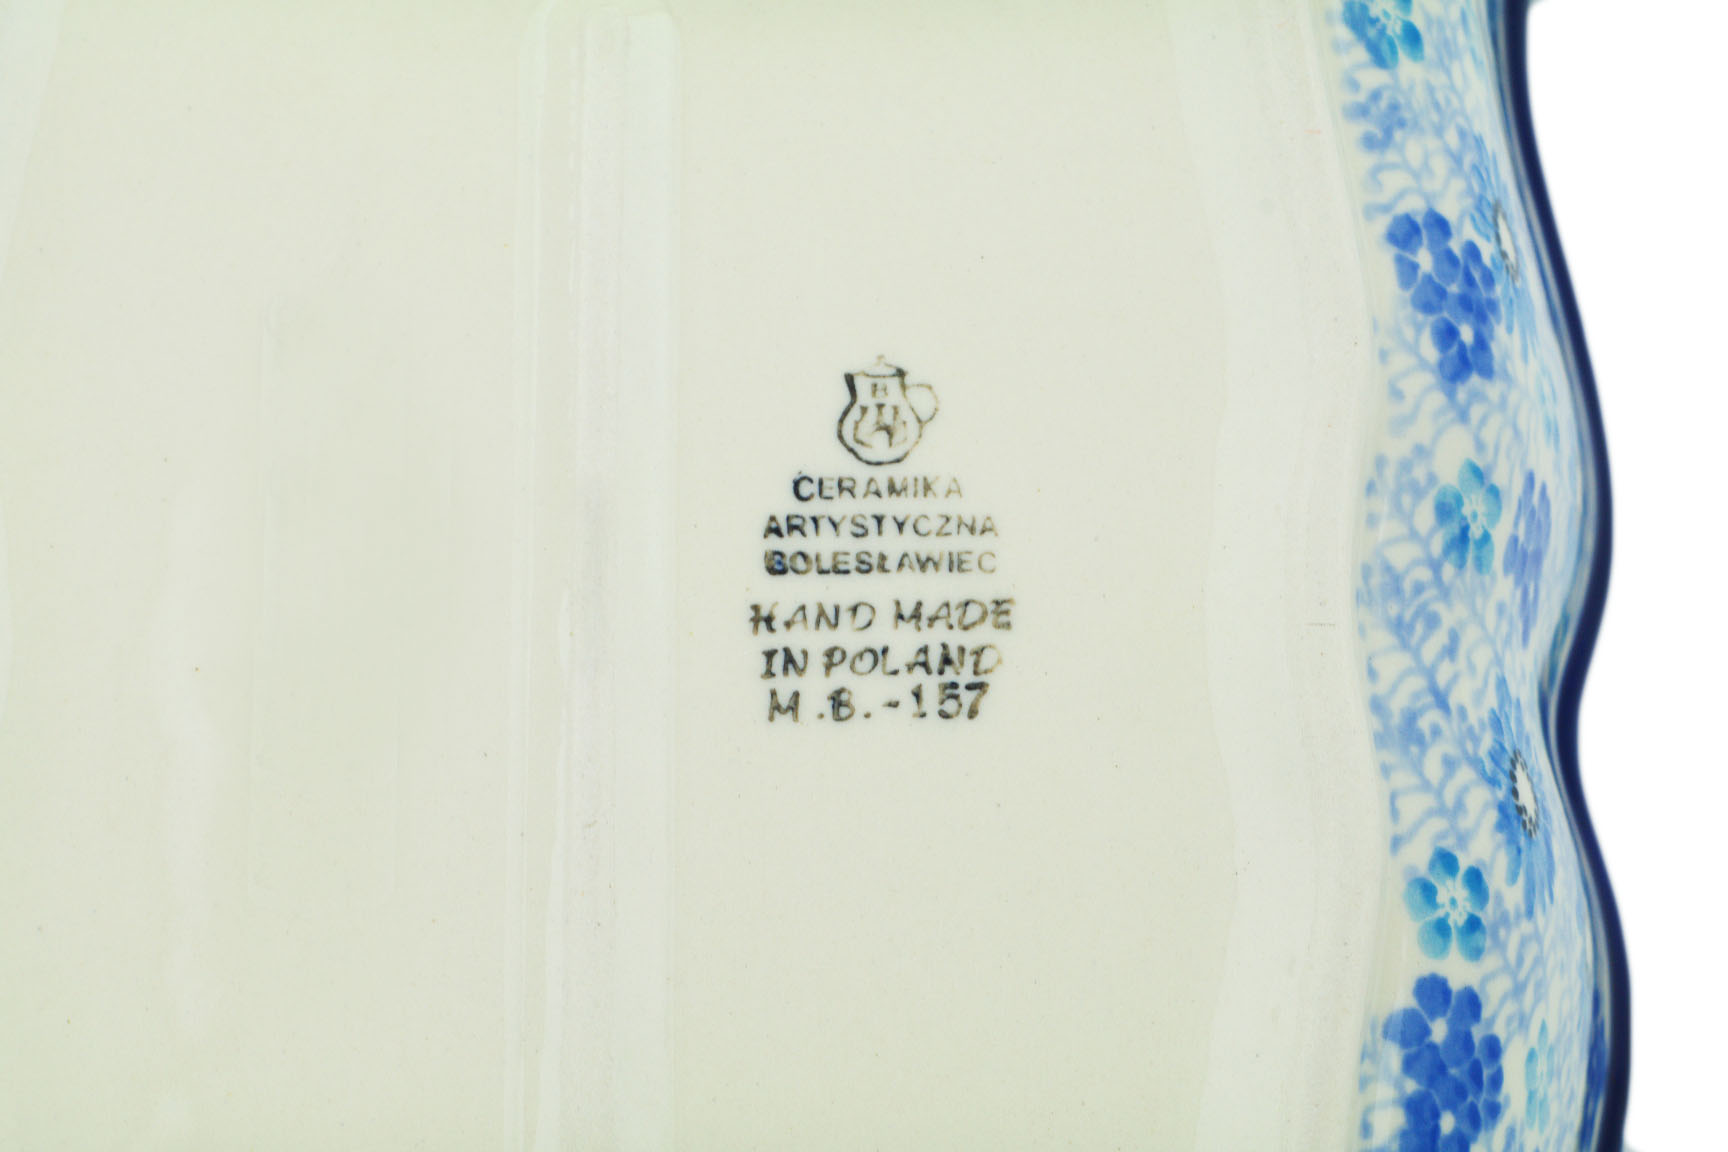 B
CERAMIKA
ARTYSTYCZNA
BOLESŁAWIEC
HAND MADE
IN POLAND
M.B.-157